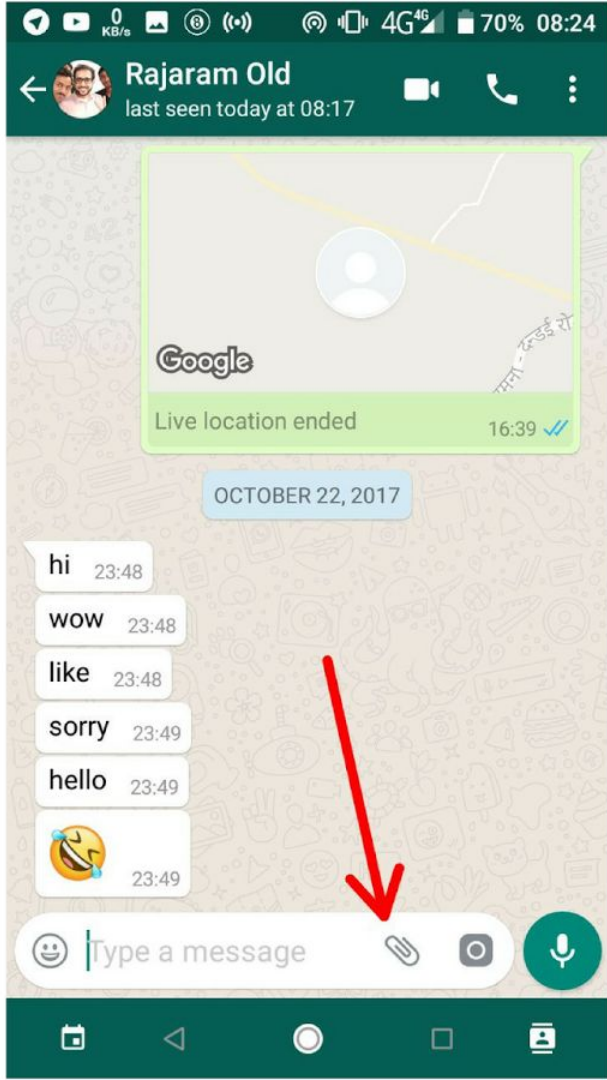 0
KB/s
4G 4G 70% 08:24
Rajaram Old
last seen today at 08:17
Google
Live location ended
16:39
OCTOBER 22, 2017
hi 23:48
wow 23:48
like 23:48
sorry 23:49
hello 23:49
23:49
Type a message